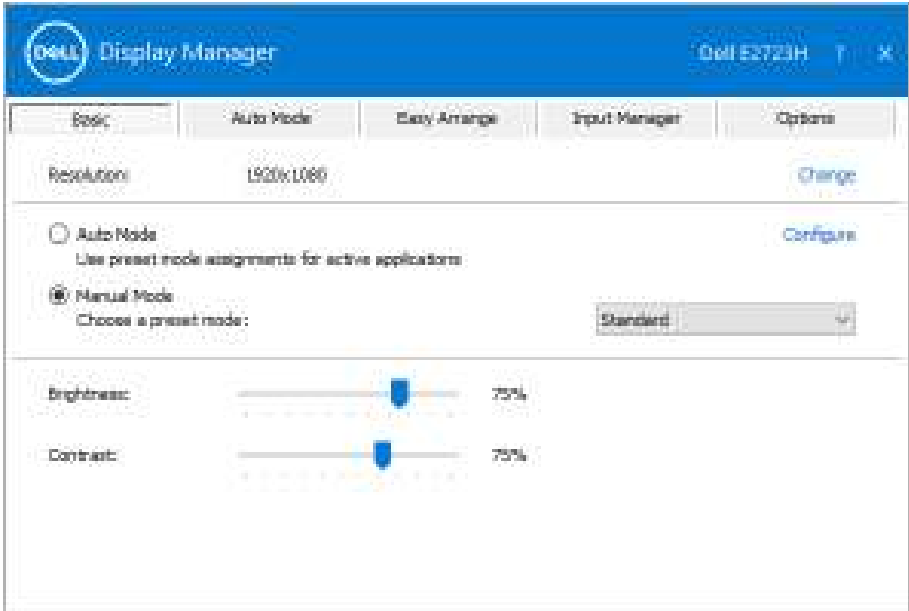 DELL Display Manager Dell E2723H ? ✕
Basic Auto Mode Easy Arrange Input Manager Options
Resolution: 1920x1080 Change
Auto Mode Configure
Use preset mode assignments for active applications
Manual Mode
Choose a preset mode: Standard
Brightness: 75%
Contrast: 75%